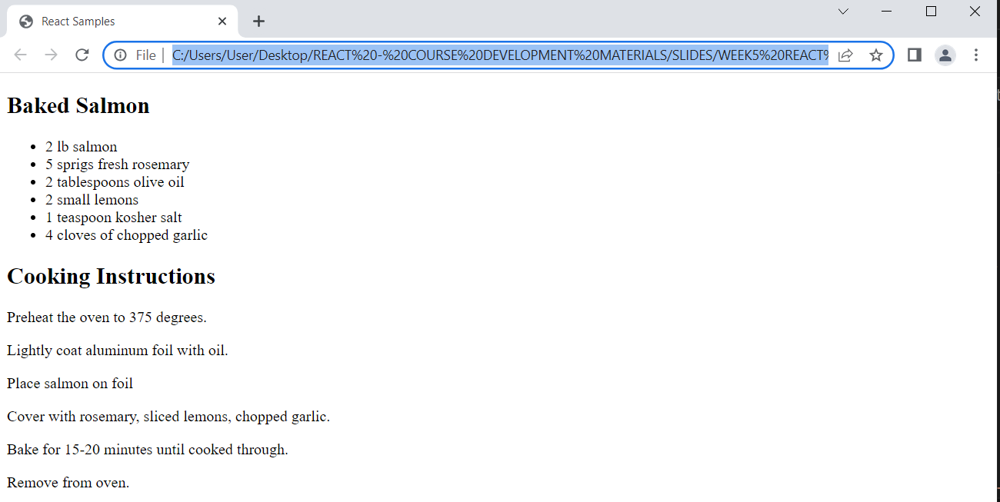 React Samples
File | C:/Users/User/Desktop/REACT%20-%20COURSE%20DEVELOPMENT%20MATERIALS/SLIDES/WEEK5%20REACT%
Baked Salmon
• 2 lb salmon
• 5 sprigs fresh rosemary
• 2 tablespoons olive oil
• 2 small lemons
• 1 teaspoon kosher salt
• 4 cloves of chopped garlic
Cooking Instructions
Preheat the oven to 375 degrees.
Lightly coat aluminum foil with oil.
Place salmon on foil
Cover with rosemary, sliced lemons, chopped garlic.
Bake for 15-20 minutes until cooked through.
Remove from oven.